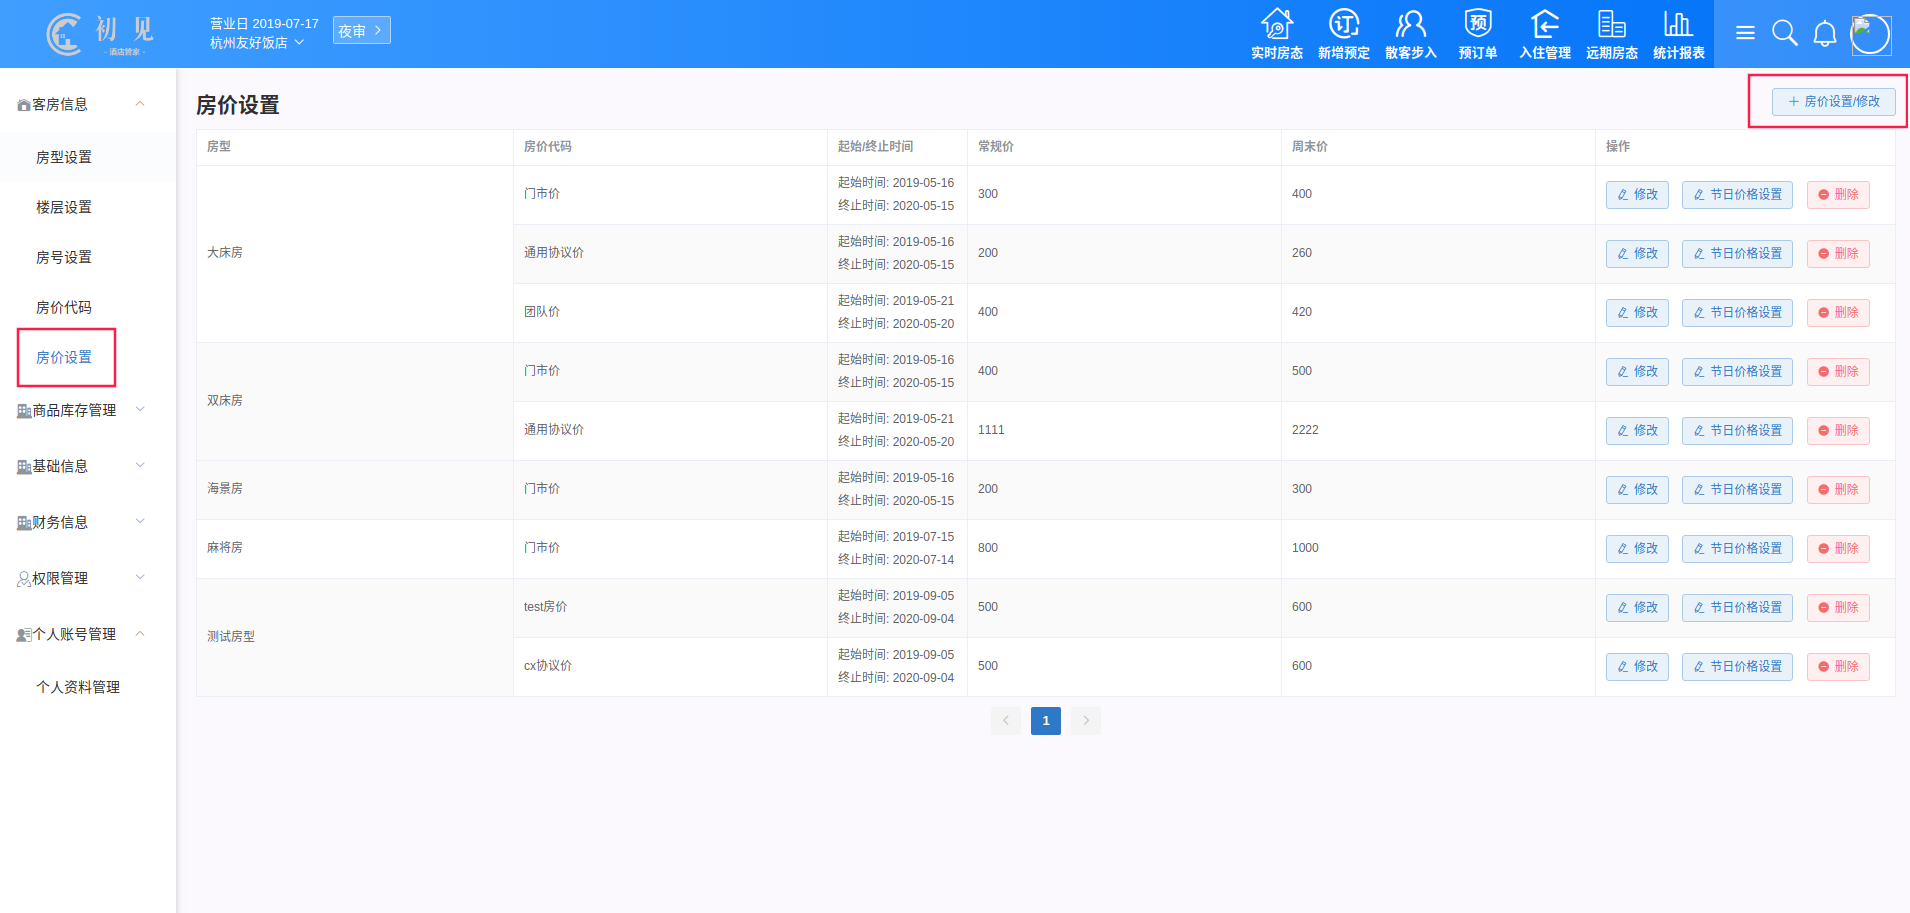 初 见
- 酒店管家 -
营业日 2019-07-17
杭州友好饭店
夜审
实时房态
订
新增预定
散客步入
预
预订单
入住管理
远期房态
统计报表
客房信息
房型设置
楼层设置
房号设置
房价代码
房价设置
商品库存管理
基础信息
财务信息
权限管理
个人账号管理
个人资料管理
房价设置
房价设置/修改
房型 房价代码 起始/终止时间 常规价 周末价 操作
大床房
门市价 起始时间: 2019-05-16 终止时间: 2020-05-15 300 400 修改 节日价格设置 删除
通用协议价 起始时间: 2019-05-16 终止时间: 2020-05-15 200 260 修改 节日价格设置 删除
团队价 起始时间: 2019-05-21 终止时间: 2020-05-20 400 420 修改 节日价格设置 删除
双床房
门市价 起始时间: 2019-05-16 终止时间: 2020-05-15 400 500 修改 节日价格设置 删除
通用协议价 起始时间: 2019-05-21 终止时间: 2020-05-20 1111 2222 修改 节日价格设置 删除
海景房
门市价 起始时间: 2019-05-16 终止时间: 2020-05-15 200 300 修改 节日价格设置 删除
麻将房
门市价 起始时间: 2019-07-15 终止时间: 2020-07-14 800 1000 修改 节日价格设置 删除
测试房型
test房价 起始时间: 2019-09-05 终止时间: 2020-09-04 500 600 修改 节日价格设置 删除
cx协议价 起始时间: 2019-09-05 终止时间: 2020-09-04 500 600 修改 节日价格设置 删除
1